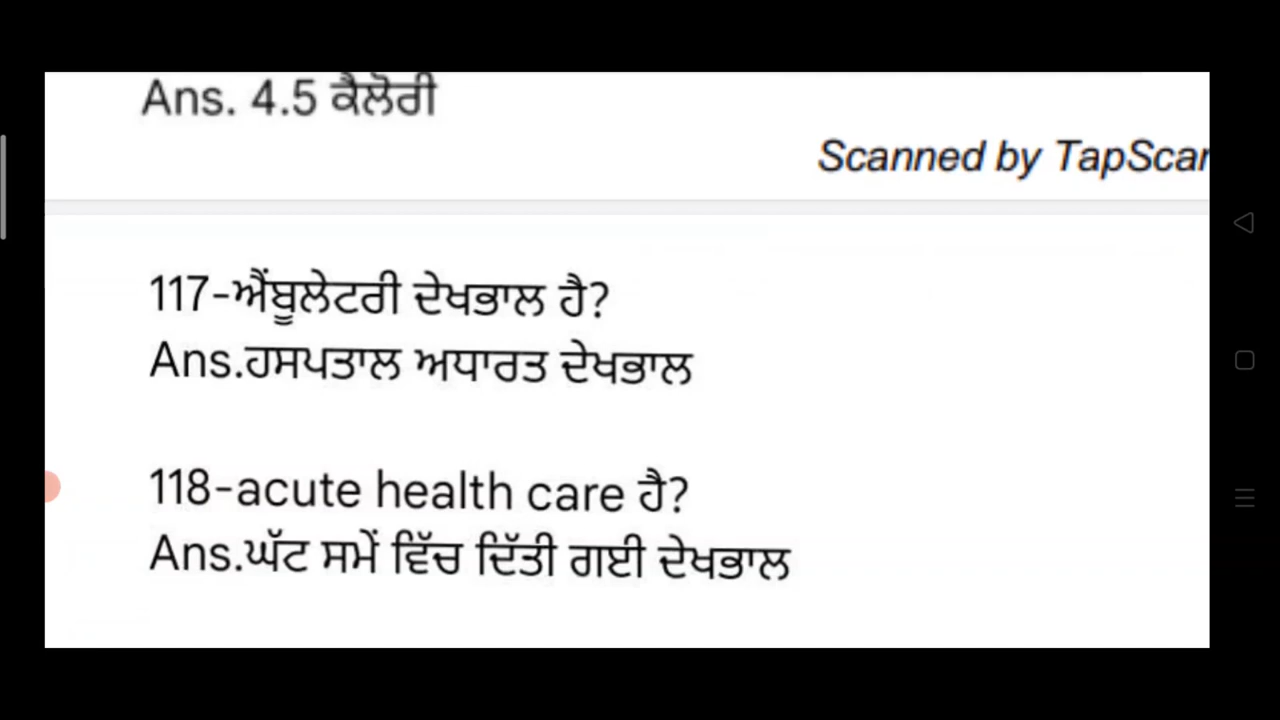 Ans. 4.5 ਕੈਲੋਰੀ
Scanned by TapScan
117-ਐਂਬੂਲੇਟਰੀ ਦੇਖਭਾਲ ਹੈ?
Ans.ਹਸਪਤਾਲ ਅਧਾਰਤ ਦੇਖਭਾਲ
118-acute health care ਹੈ?
Ans.ਘੱਟ ਸਮੇਂ ਵਿੱਚ ਦਿੱਤੀ ਗਈ ਦੇਖਭਾਲ